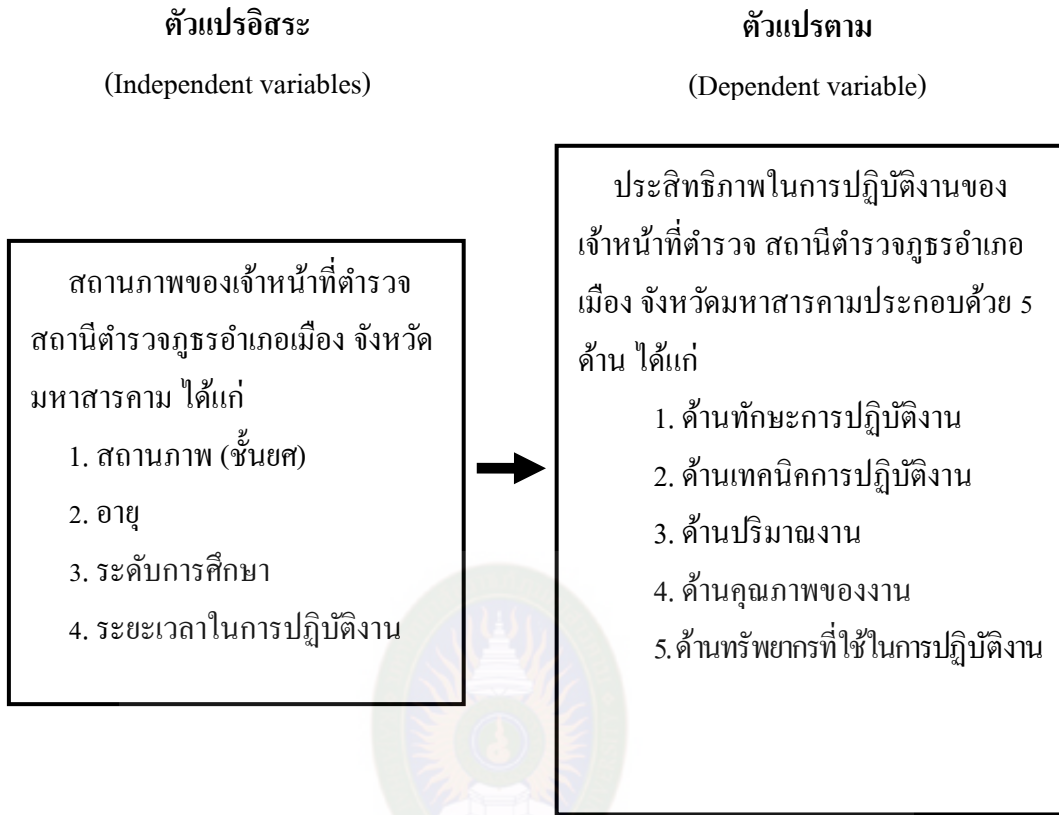 ตัวแปรอิสระ
(Independent variables)
สถานภาพของเจ้าหน้าที่ตำรวจ
สถานีตำรวจภูธรอำเภอเมือง จังหวัด
มหาสารคาม ได้แก่
1. สถานภาพ (ชั้นยศ)
2. อายุ
3. ระดับการศึกษา
4. ระยะเวลาในการปฏิบัติงาน
ตัวแปรตาม
(Dependent variable)
ประสิทธิภาพในการปฏิบัติงานของ
เจ้าหน้าที่ตำรวจ สถานีตำรวจภูธรอำเภอ
เมือง จังหวัดมหาสารคามประกอบด้วย 5
ด้าน ได้แก่
1. ด้านทักษะการปฏิบัติงาน
2. ด้านเทคนิคการปฏิบัติงาน
3. ด้านปริมาณงาน
4. ด้านคุณภาพของงาน
5. ด้านทรัพยากรที่ใช้ในการปฏิบัติงาน